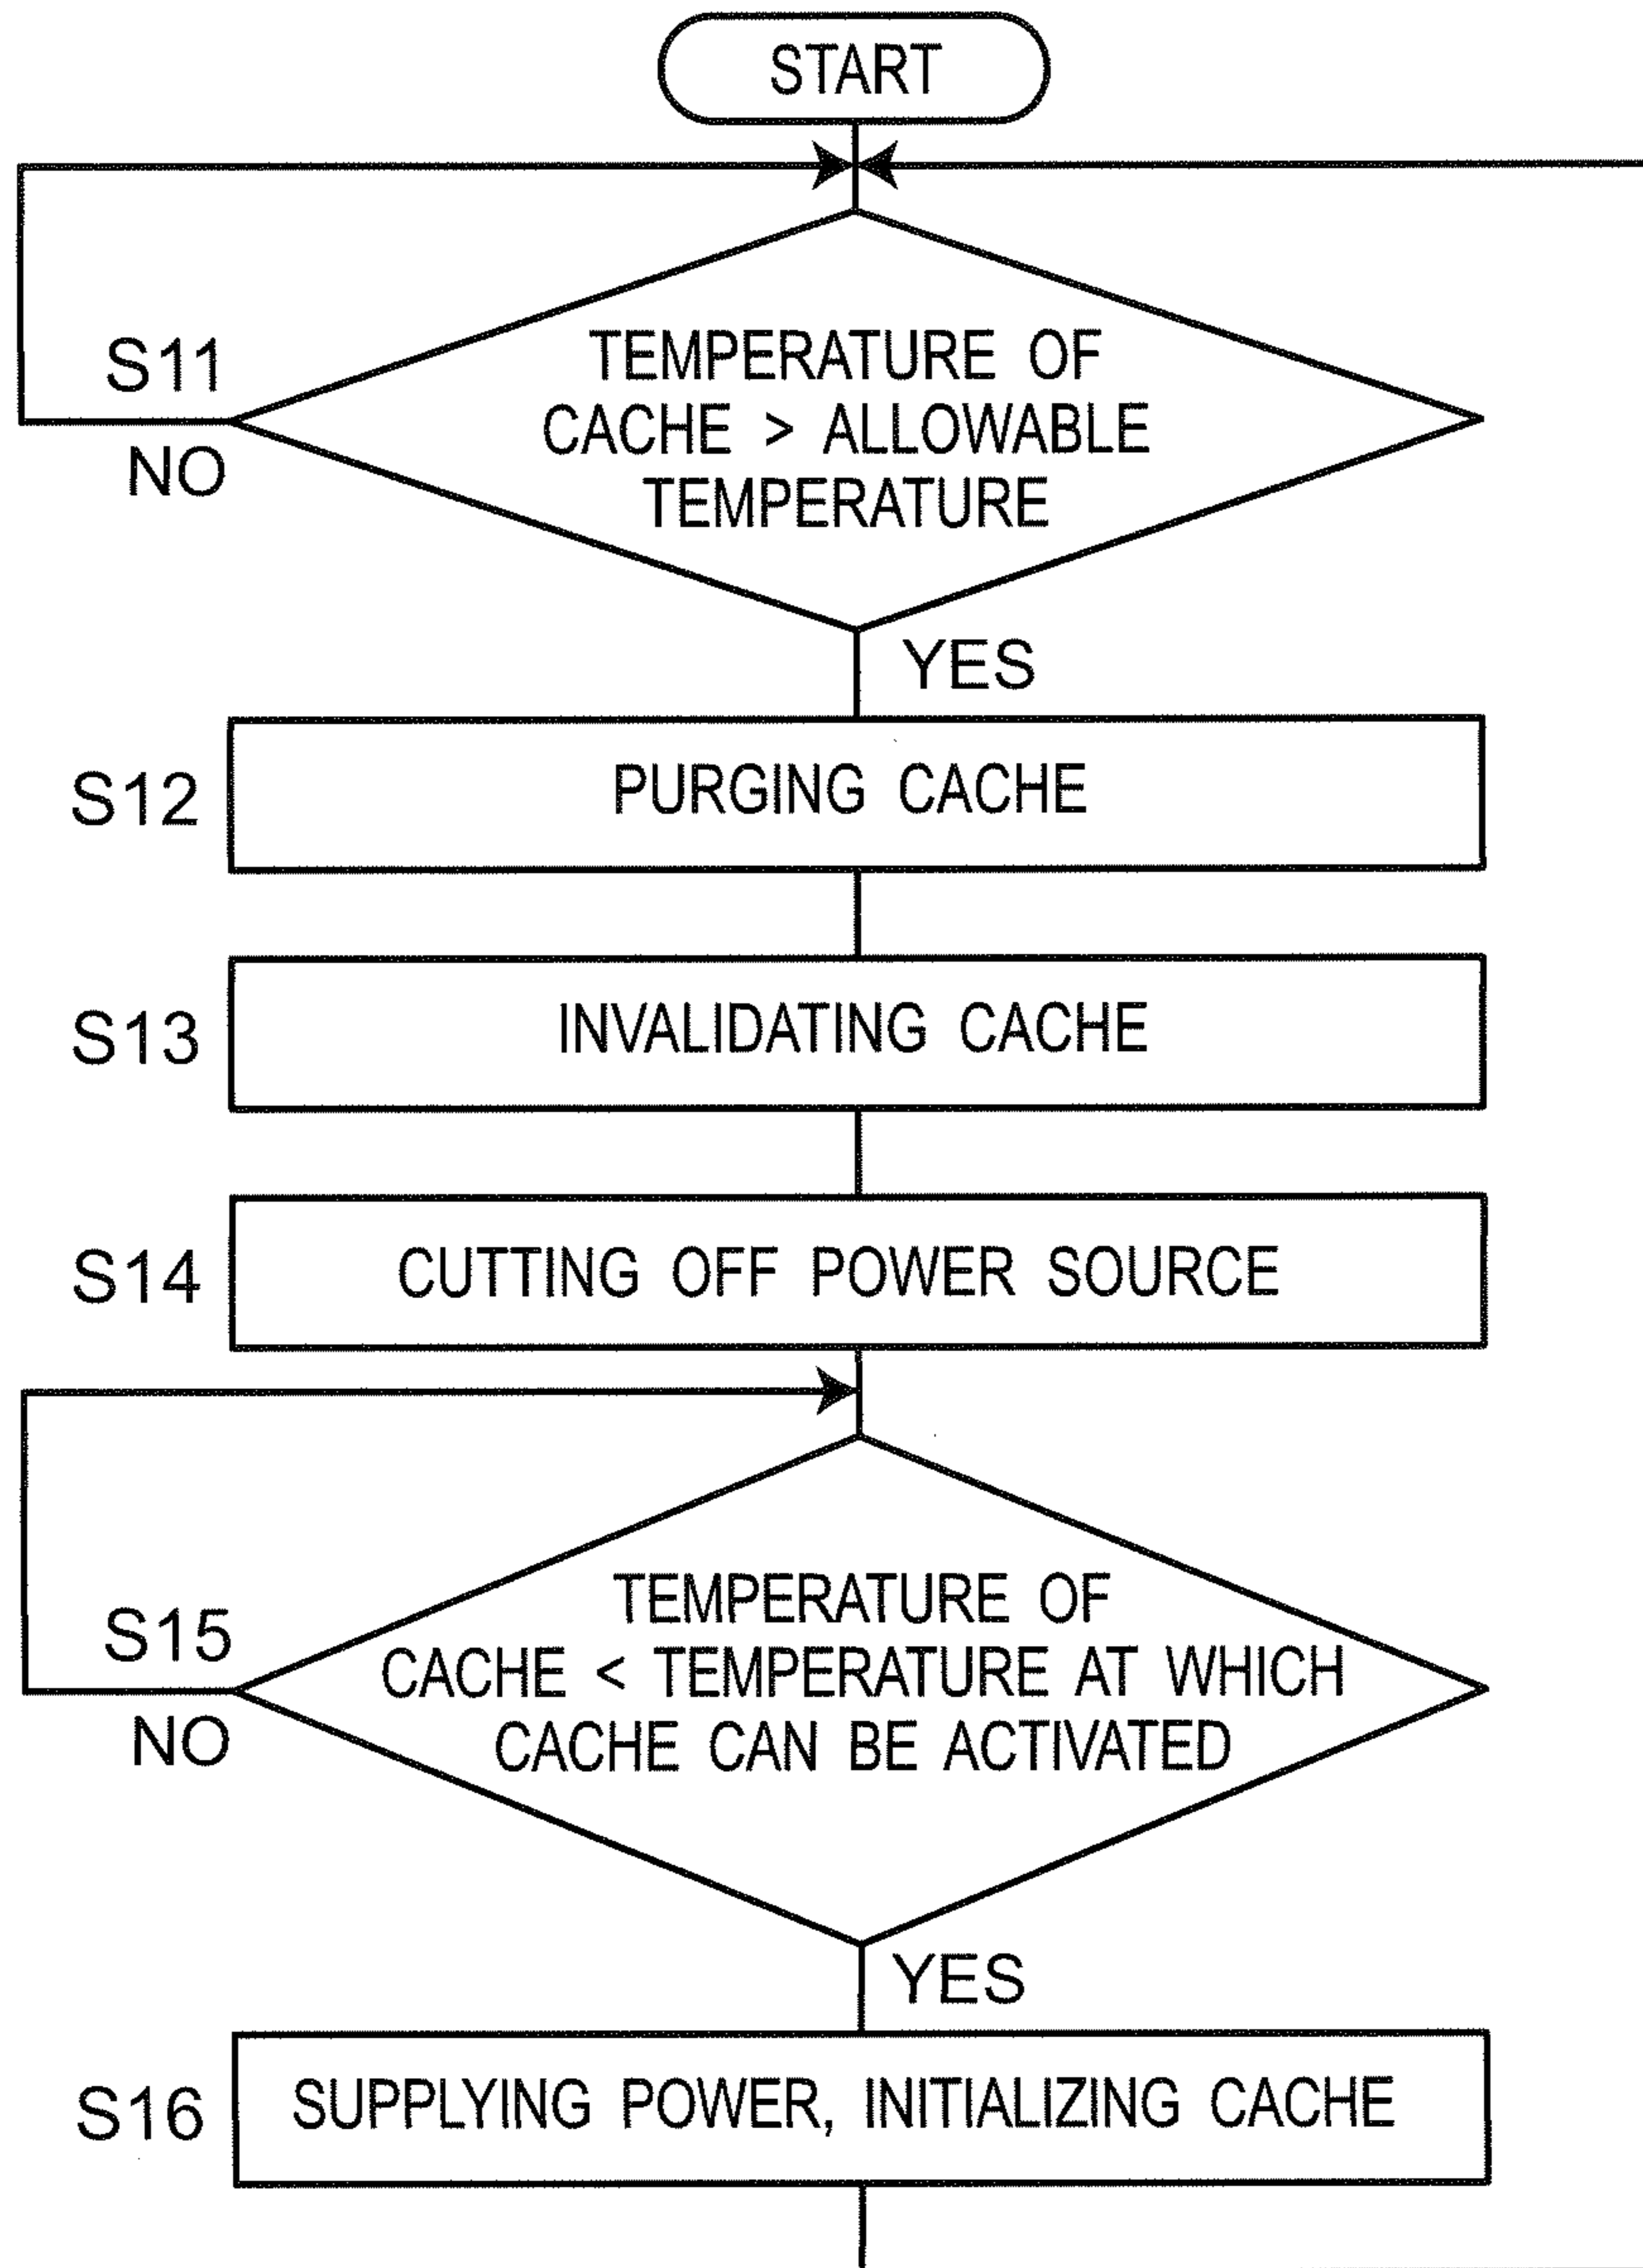 START
S11
TEMPERATURE OF
CACHE > ALLOWABLE
TEMPERATURE
NO
YES
S12
PURGING CACHE
S13
INVALIDATING CACHE
S14
CUTTING OFF POWER SOURCE
S15
TEMPERATURE OF
CACHE < TEMPERATURE AT WHICH
CACHE CAN BE ACTIVATED
NO
YES
S16
SUPPLYING POWER, INITIALIZING CACHE